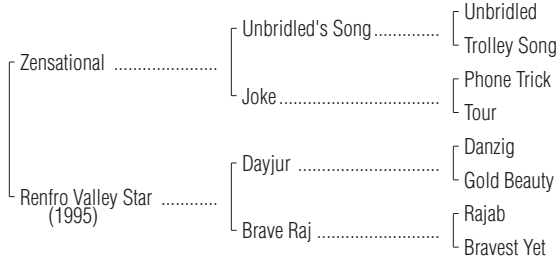 Unbridled
Unbridled's Song..............
Trolley Song
Zensational ......................
Phone Trick
Joke..................................
Tour
Danzig
Dayjur ..............................
Gold Beauty
Renfro Valley Star ............
(1995)
Rajab
Brave Raj ..........................
Bravest Yet